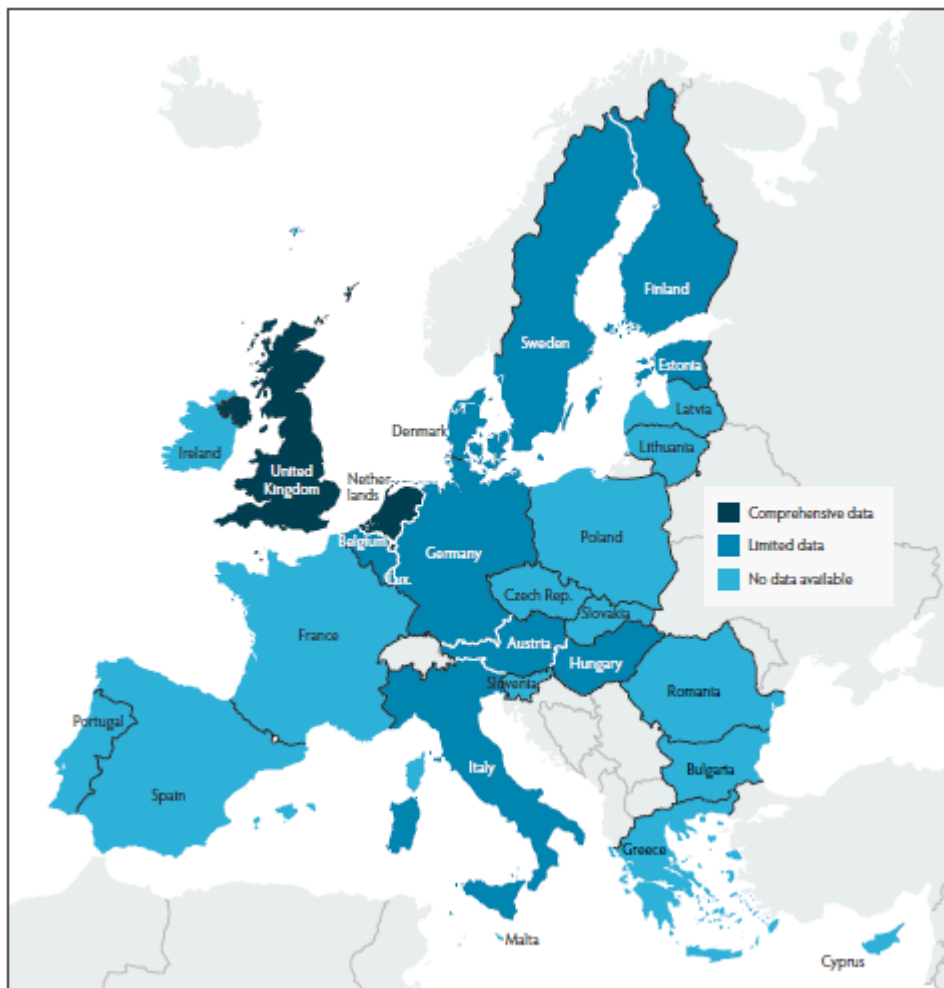 Finland
Sweden
Estonia
Latvia
Denmark
Lithuania
Ireland
United
Kingdom
Nether
lands
Comprehensive data
Limited data
No data available
Belgium
Germany
Poland
Lux.
Czech Rep.
Slovakia
France
Austria
Hungary
Slovenia
Romania
Portugal
Italy
Bulgaria
Spain
Greece
Malta
Cyprus